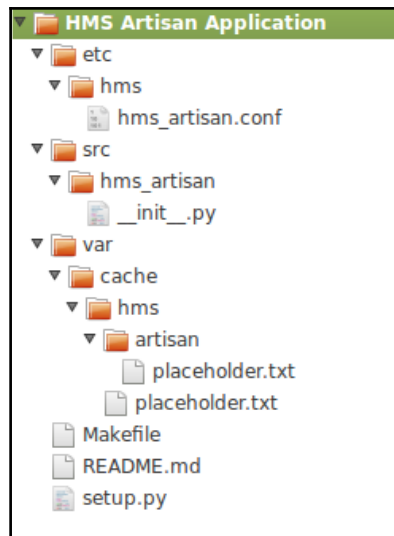 HMS Artisan Application
etc
hms
hms_artisan.conf
src
hms_artisan
__init__.py
var
cache
hms
artisan
placeholder.txt
placeholder.txt
Makefile
README.md
setup.py